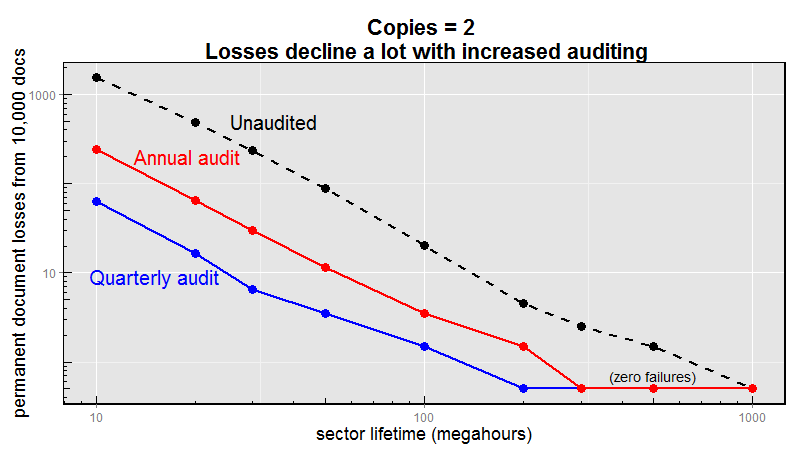 Copies = 2
Losses decline a lot with increased auditing
permanent document losses from 10,000 docs
1000
10
Unaudited
Annual audit
Quarterly audit
(zero failures)
10
100
1000
sector lifetime (megahours)